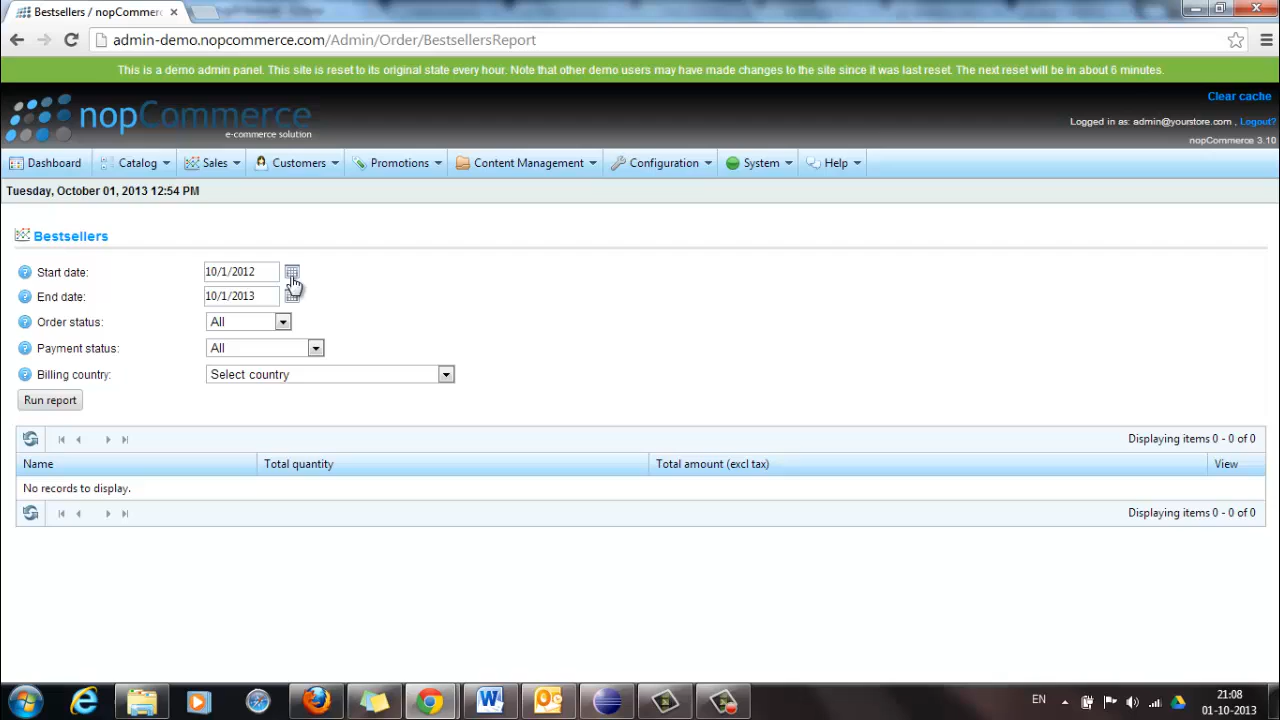 Bestsellers / nopCommerc
admin-demo.nopcommerce.com/Admin/Order/BestsellersReport
This is a demo admin panel. This site is reset to its original state every hour. Note that other demo users may have made changes to the site since it was last reset. The next reset will be in about 6 minutes.
Clear cache
nopCommerce
e-commerce solution
Logged in as: admin@yourstore.com , Logout?
nopCommerce 3.10
Dashboard Catalog Sales Customers Promotions Content Management Configuration System Help
Tuesday, October 01, 2013 12:54 PM
Bestsellers
Start date: 10/1/2012
End date: 10/1/2013
Order status: All
Payment status: All
Billing country: Select country
Run report
Displaying items 0 - 0 of 0
Name Total quantity Total amount (excl tax) View
No records to display.
Displaying items 0 - 0 of 0
EN 21:08
01-10-2013